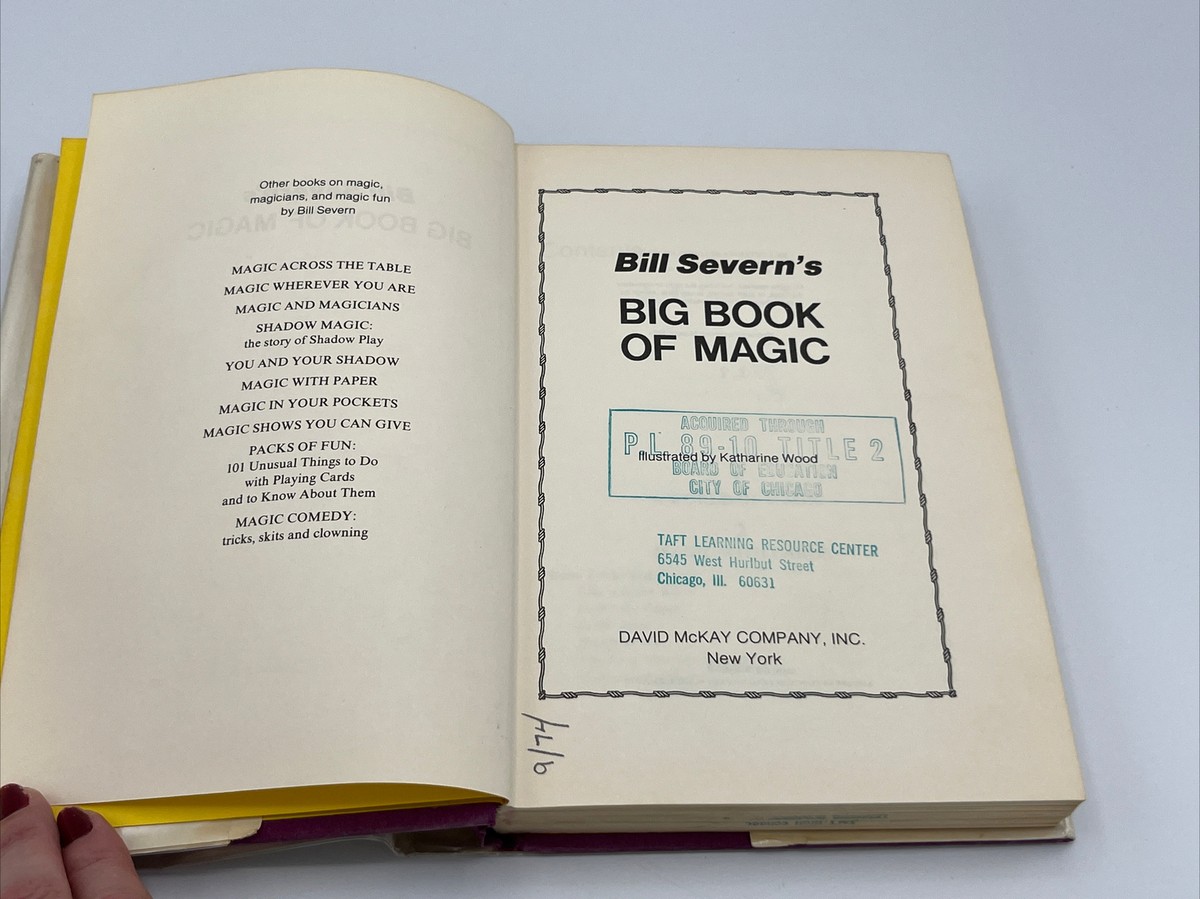 Other books on magic,
magicians, and magic fun
by Bill Severn
MAGIC ACROSS THE TABLE
MAGIC WHEREVER YOU ARE
MAGIC AND MAGICIANS
SHADOW MAGIC:
the story of Shadow Play
YOU AND YOUR SHADOW
MAGIC WITH PAPER
MAGIC IN YOUR POCKETS
MAGIC SHOWS YOU CAN GIVE
PACKS OF FUN:
101 Unusual Things to Do
with Playing Cards
and to Know About Them
MAGIC COMEDY:
tricks, skits and clowning
Bill Severn's
BIG BOOK
OF MAGIC
ACQUIRED THROUGH
P.L. 89-10 TITLE 2
Illustrated by Katharine Wood
BOARD OF EDUCATION
CITY OF CHICAGO
TAFT LEARNING RESOURCE CENTER
6545 West Hurlbut Street
Chicago, Ill. 60631
DAVID McKAY COMPANY, INC.
New York